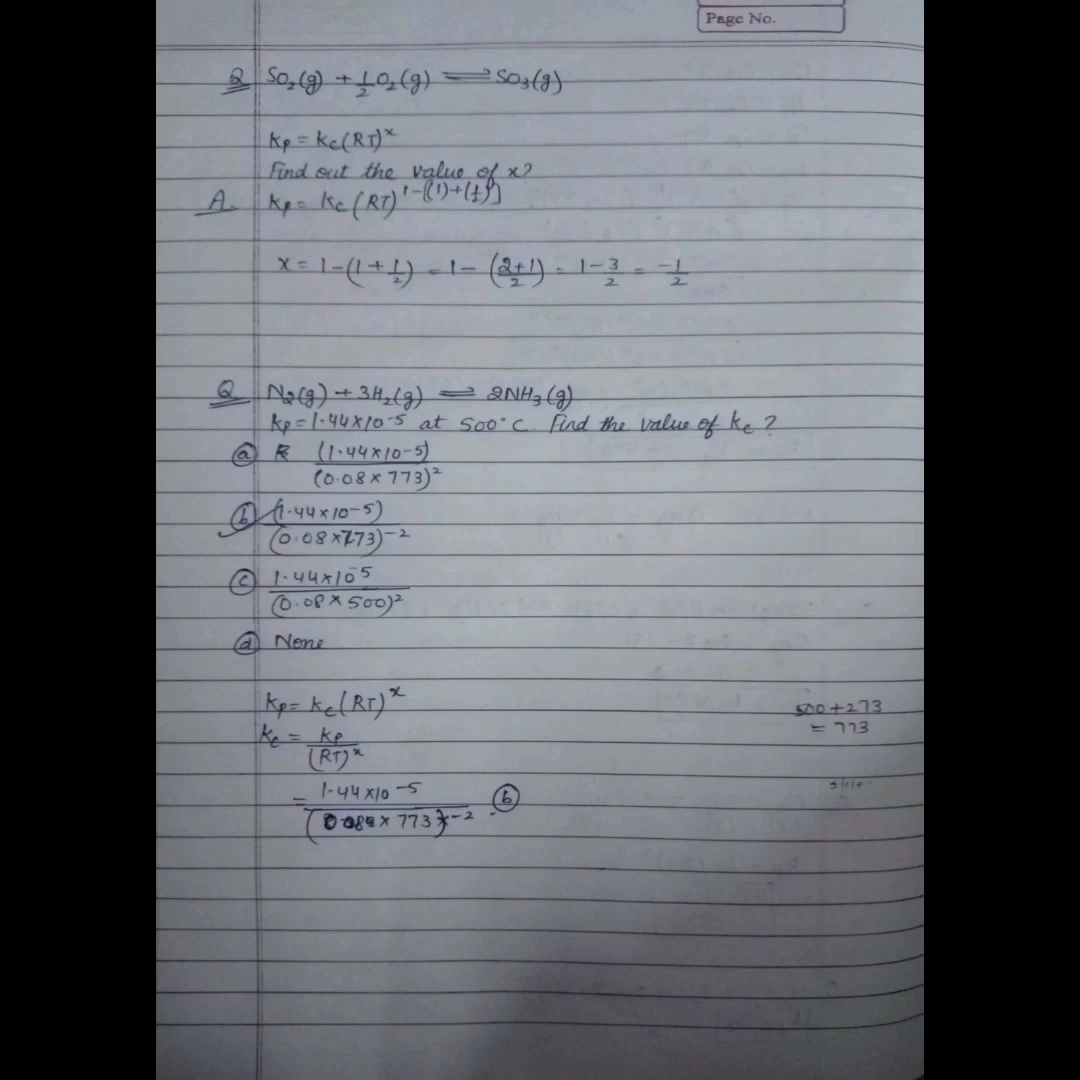 Page No.
Q SO₂(g) + 1/2 O₂(g) ⇌ SO₃(g)
Kp = Kc(RT)ˣ
Find out the value of x?
A. Kp = Kc(RT)^1-[(1)+(1/2)]
x = 1-(1+1/2) = 1-(2+1/2) = 1-3/2 = -1/2
Q N₂(g) + 3H₂(g) ⇌ 2NH₃(g)
Kp = 1.44×10⁻⁵ at 500°C. Find the value of Kc?
(a) (1.44×10⁻⁵)
(0.08×773)²
(b) (1.44×10⁻⁵)
(0.08×773)⁻²
(c) 1.44×10⁻⁵
(0.08×500)²
(d) None
Kp = Kc(RT)ˣ
500+273
Kc = Kp/(RT)ˣ
= 773
= 1.44×10⁻⁵
× 773)⁻² (b)